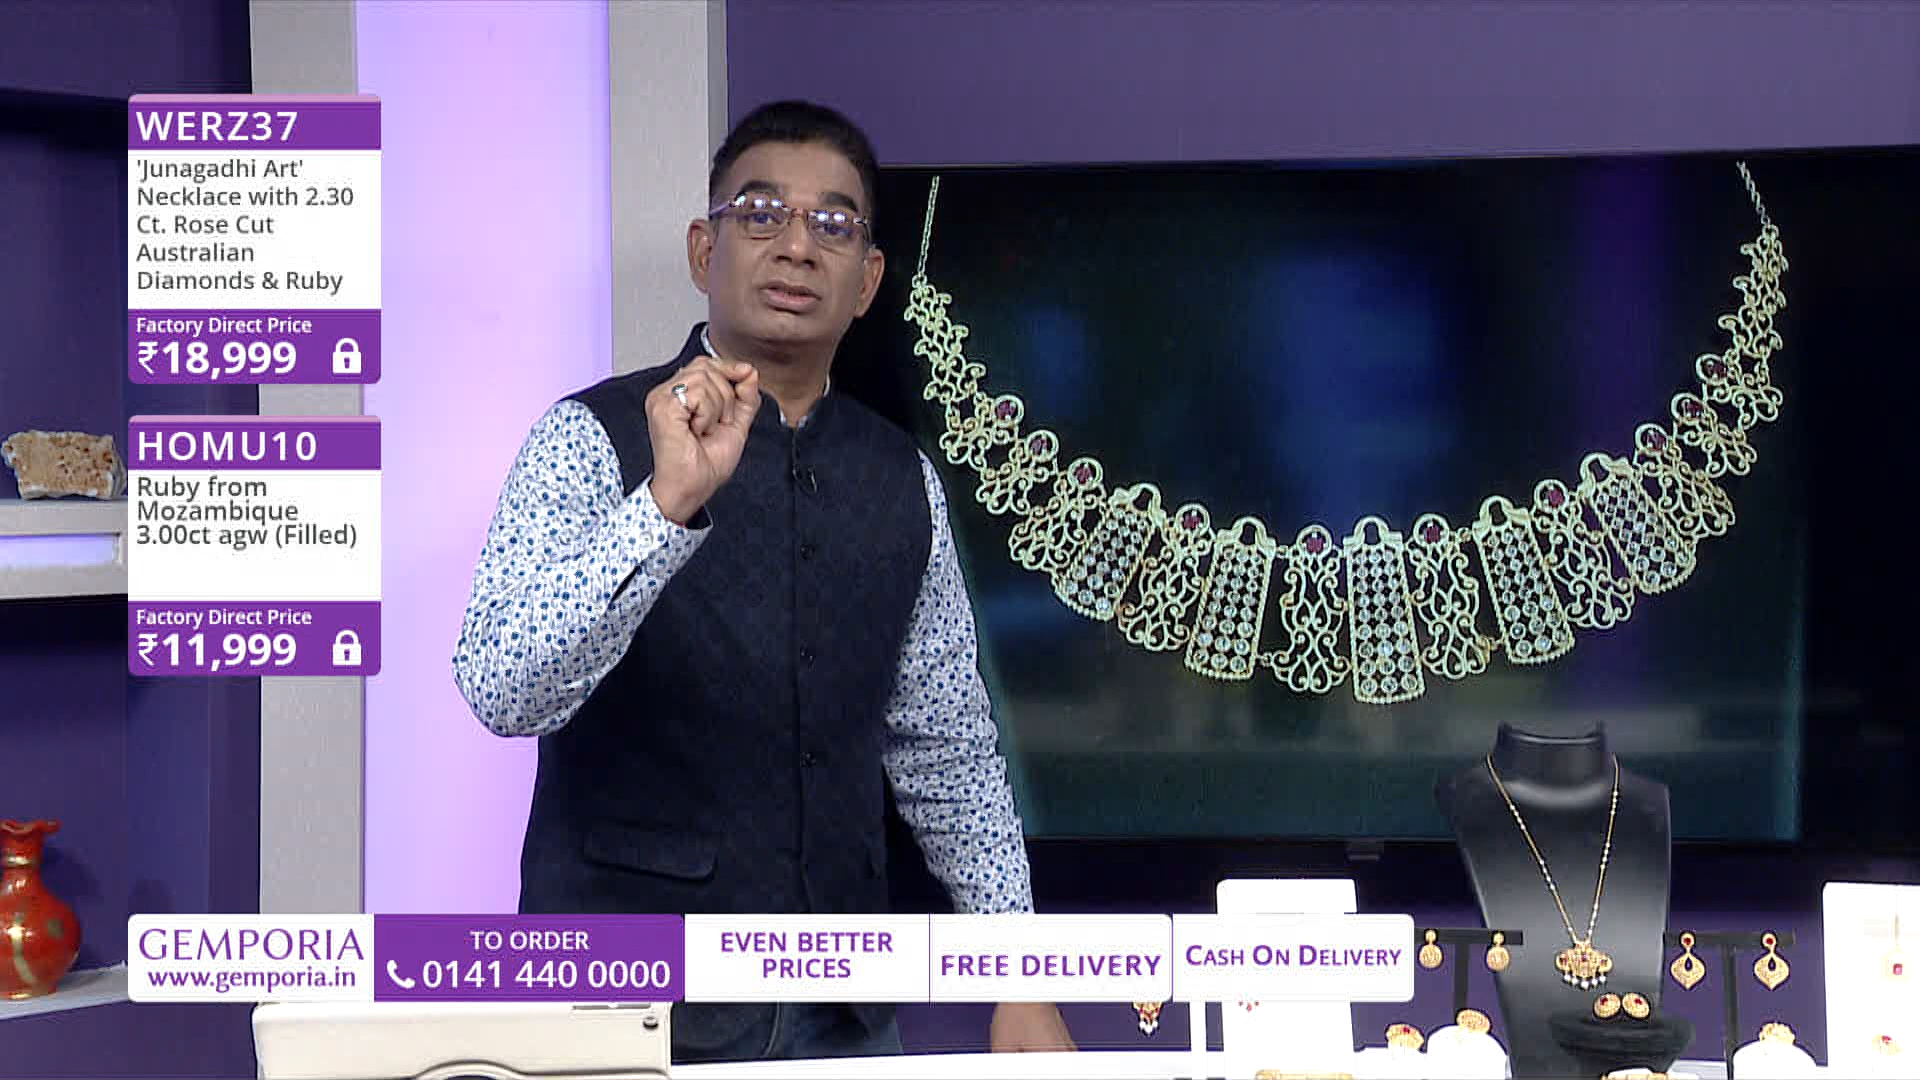 WERZ37
'Junagadhi Art'
Necklace with 2.30
Ct. Rose Cut
Australian
Diamonds & Ruby
Factory Direct Price
₹18,999
HOMU10
Ruby from
Mozambique
3.00ct agw (Filled)
Factory Direct Price
₹11,999
GEMPORIA
www.gemporia.in
TO ORDER
0141 440 0000
EVEN BETTER
PRICES
FREE DELIVERY
CASH ON DELIVERY